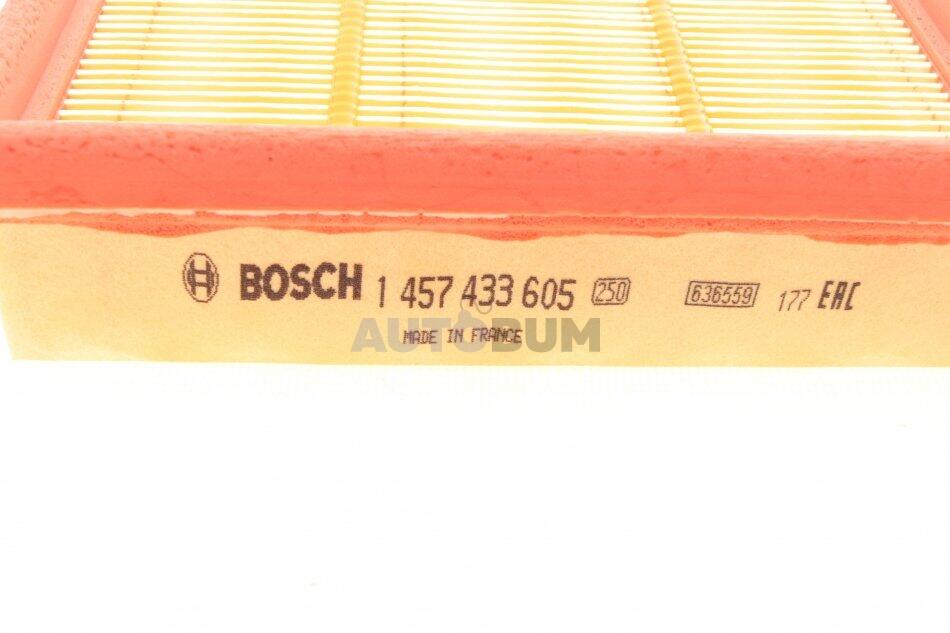 BOSCH 1 457 433 605 250 636559 177 EAC
MADE IN FRANCE
AUTOBUM